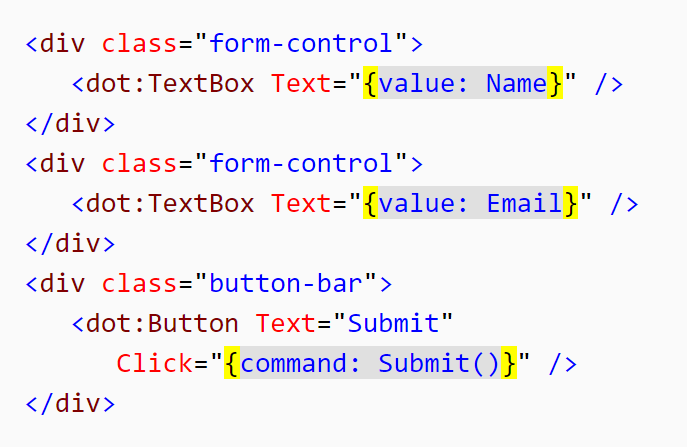 <div class="form-control">
   <dot:TextBox Text="{value: Name}" />
</div>
<div class="form-control">
   <dot:TextBox Text="{value: Email}" />
</div>
<div class="button-bar">
   <dot:Button Text="Submit"
      Click="{command: Submit()}" />
</div>